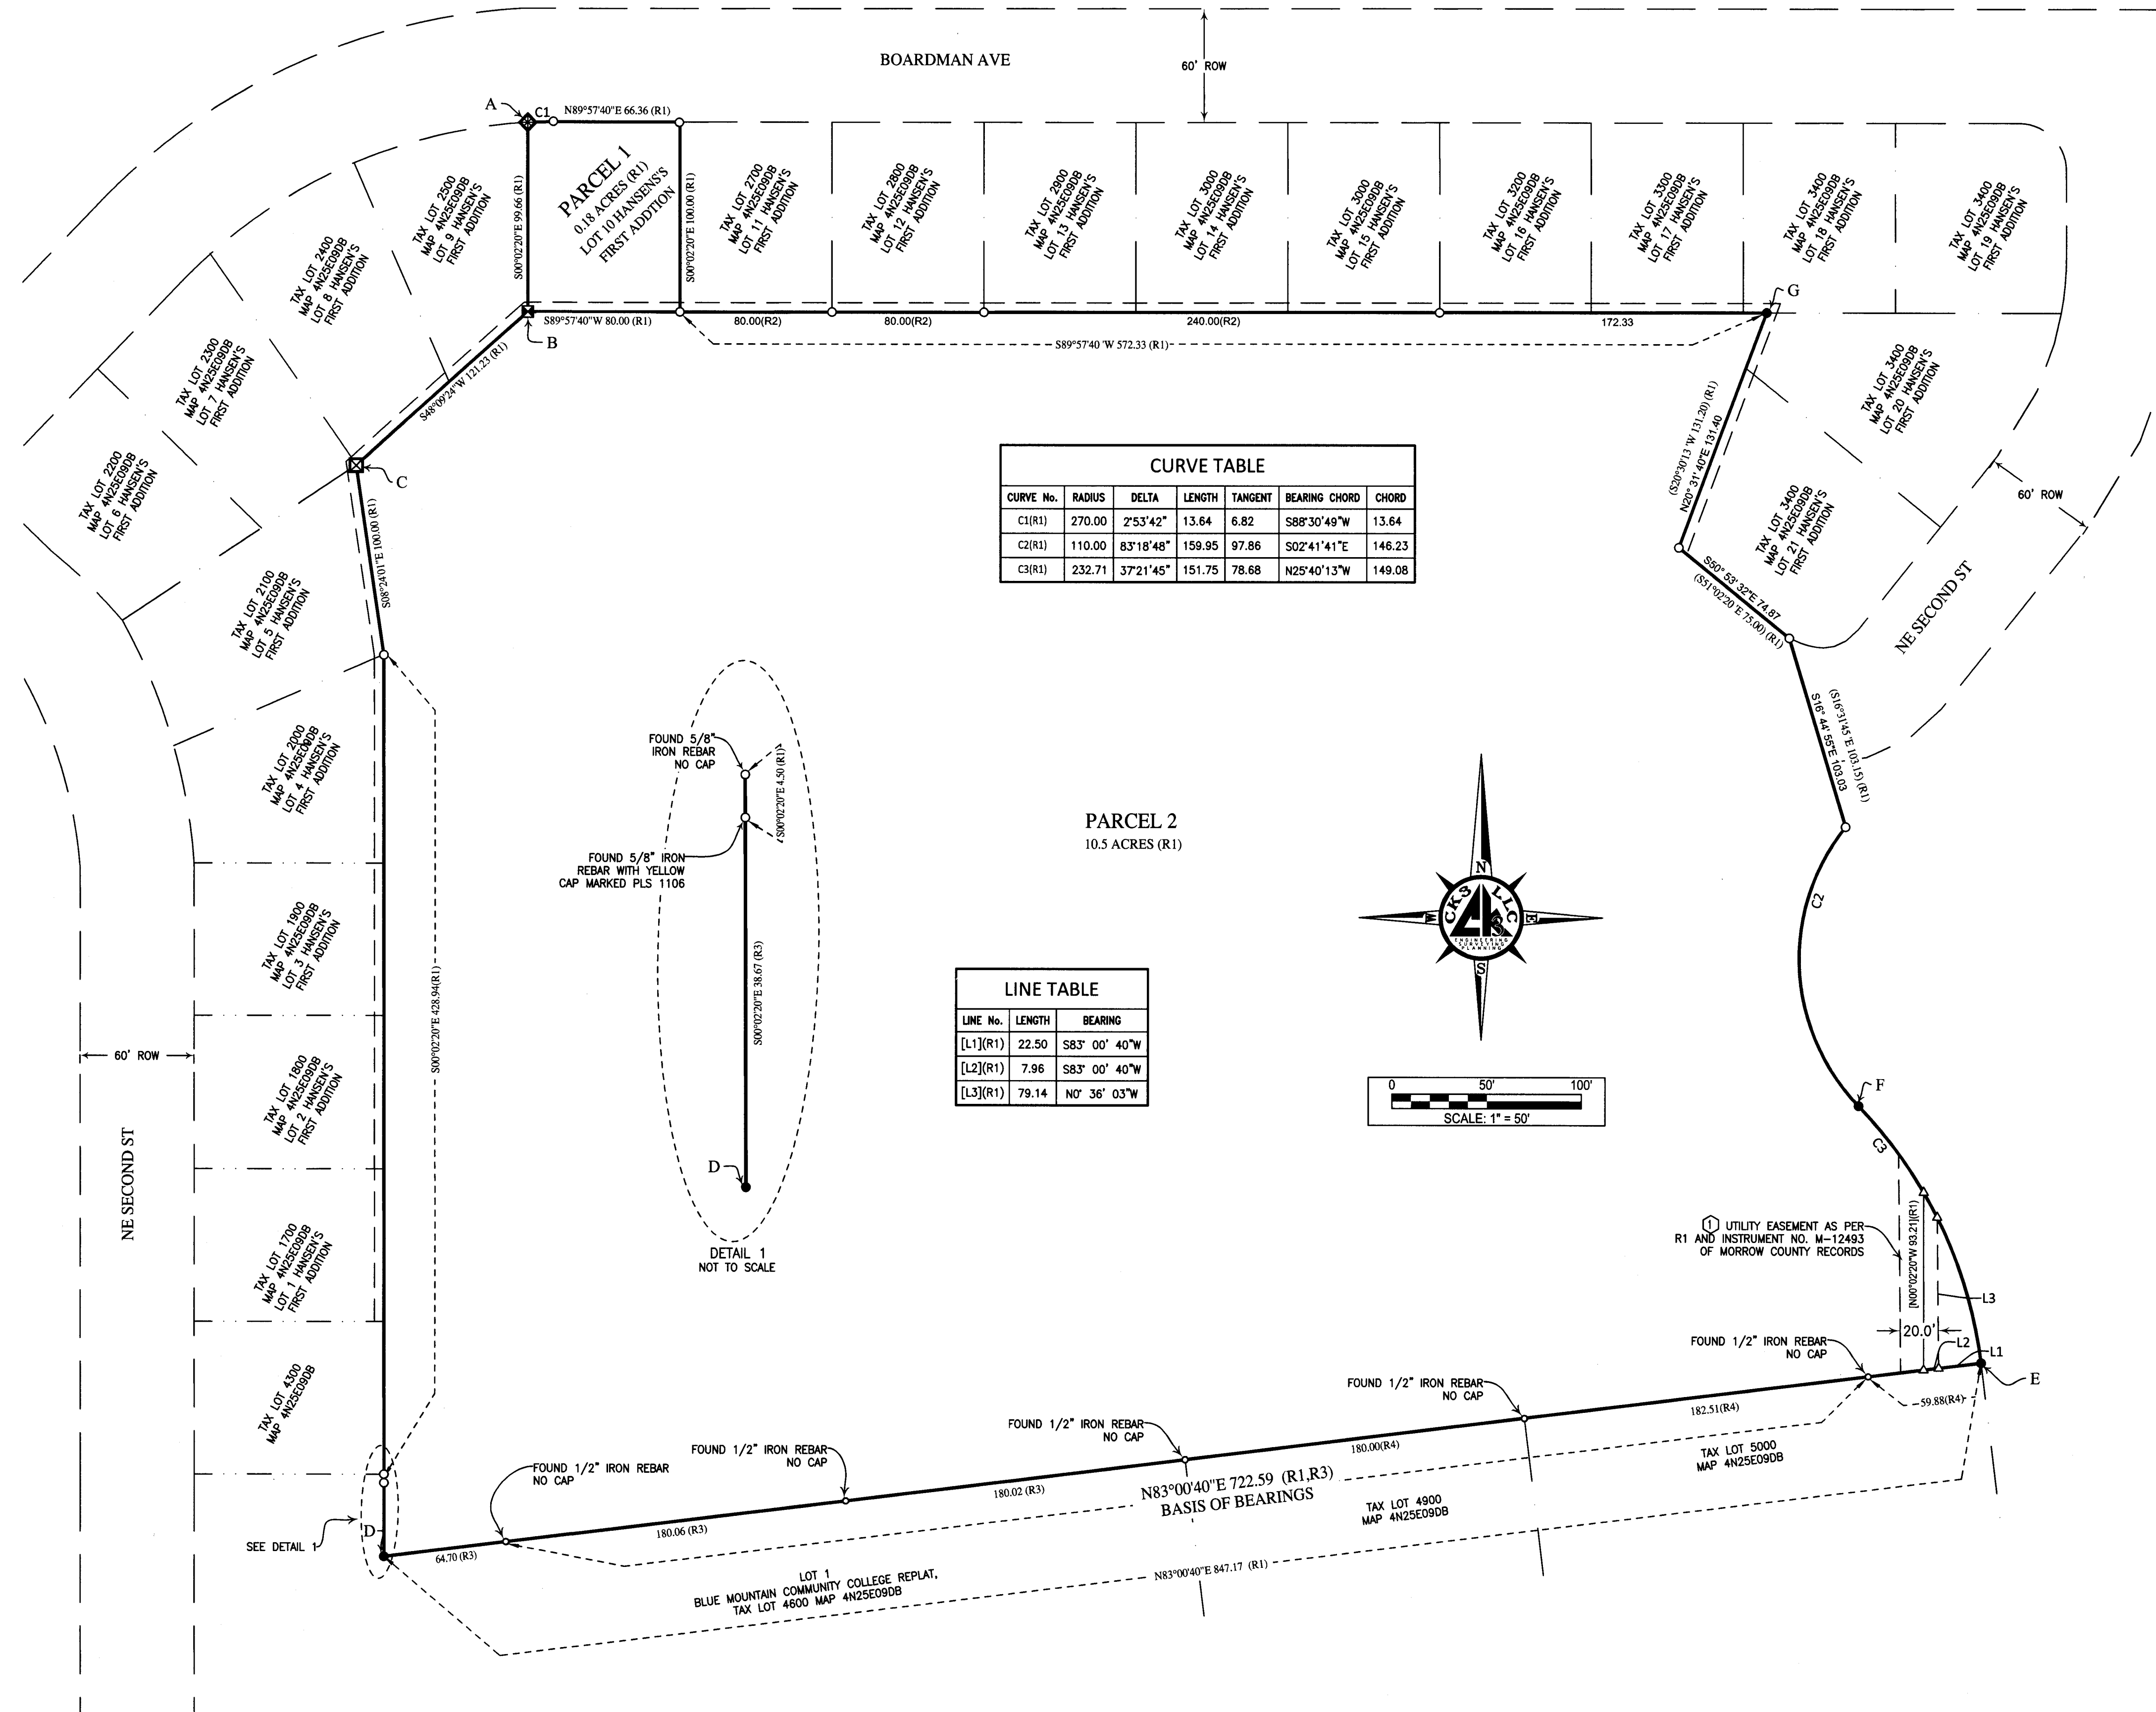 BOARDMAN AVE
60' ROW
A
C1
N89°57'40"E 66.36 (R1)
S00°02'20"E 99.66 (R1)
PARCEL 1
0.18 ACRES (R1)
LOT 10 HANSENS'S
FIRST ADDTION
S00°02'20"E 100.00 (R1)
TAX LOT 2700
MAP 4N25E09DB
LOT 11 HANSEN'S
FIRST ADDITION
TAX LOT 2800
MAP 4N25E09DB
LOT 12 HANSEN'S
FIRST ADDITION
TAX LOT 2900
MAP 4N25E09DB
LOT 13 HANSEN'S
FIRST ADDITION
TAX LOT 3000
MAP 4N25E09DB
LOT 14 HANSEN'S
FIRST ADDITION
TAX LOT 3000
MAP 4N25E09DB
LOT 15 HANSEN'S
FIRST ADDITION
TAX LOT 3200
MAP 4N25E09DB
LOT 16 HANSEN'S
FIRST ADDITION
TAX LOT 3300
MAP 4N25E09DB
LOT 17 HANSEN'S
FIRST ADDITION
TAX LOT 3400
MAP 4N25E09DB
LOT 18 HANSEN'S
FIRST ADDITION
TAX LOT 3400
MAP 4N25E09DB
LOT 19 HANSEN'S
FIRST ADDITION
TAX LOT 2500
MAP 4N25E09DB
LOT 9 HANSEN'S
FIRST ADDITION
TAX LOT 2400
MAP 4N25E09DB
LOT 8 HANSEN'S
FIRST ADDITION
TAX LOT 2300
MAP 4N25E09DB
LOT 7 HANSEN'S
FIRST ADDITION
TAX LOT 2200
MAP 4N25E09DB
LOT 6 HANSEN'S
FIRST ADDITION
TAX LOT 2100
MAP 4N25E09DB
LOT 5 HANSEN'S
FIRST ADDITION
TAX LOT 2000
MAP 4N25E09DB
LOT 4 HANSEN'S
FIRST ADDITION
TAX LOT 1900
MAP 4N25E09DB
LOT 3 HANSEN'S
FIRST ADDITION
TAX LOT 1800
MAP 4N25E09DB
LOT 2 HANSEN'S
FIRST ADDITION
TAX LOT 1700
MAP 4N25E09DB
LOT 1 HANSEN'S
FIRST ADDITION
TAX LOT 4300
MAP 4N25E09DB
60' ROW
NE SECOND ST
S89°57'40"W 80.00 (R1)
B
80.00(R2)
80.00(R2)
240.00(R2)
172.33
G
S89°57'40 'W 572.33 (R1)
S48°09'24"W 121.23 (R1)
C
S08°24'01"E 100.00 (R1)
S00°02'20"E 428.94(R1)
(S20°30'13 'W 131.20) (R1)
N20° 31' 40"E 131.40
TAX LOT 3400
MAP 4N25E09DB
LOT 20 HANSEN'S
FIRST ADDITION
TAX LOT 3400
MAP 4N25E09DB
LOT 21 HANSEN'S
FIRST ADDITION
60' ROW
NE SECOND ST
S50° 53' 32"E 74.87
(S51°02'20 'E 75.00) (R1)
(S16°31'45 'E 103.15) (R1)
S16° 44' 55"E 103.03
CURVE TABLE
CURVE No. RADIUS DELTA LENGTH TANGENT BEARING CHORD CHORD
C1(R1) 270.00 2°53'42" 13.64 6.82 S88°30'49"W 13.64
C2(R1) 110.00 83°18'48" 159.95 97.86 S02°41'41"E 146.23
C3(R1) 232.71 37°21'45" 151.75 78.68 N25°40'13"W 149.08
FOUND 5/8"
IRON REBAR
NO CAP
S00°02'20"E 4.50 (R1)
FOUND 5/8" IRON
REBAR WITH YELLOW
CAP MARKED PLS 1106
S00°02'20"E 38.67 (R3)
D
DETAIL 1
NOT TO SCALE
PARCEL 2
10.5 ACRES (R1)
LINE TABLE
LINE No. LENGTH BEARING
[L1](R1) 22.50 S83° 00' 40"W
[L2](R1) 7.96 S83° 00' 40"W
[L3](R1) 79.14 N0° 36' 03"W
N
W
E
S
CK3 LLC
ENGINEERING
SURVEYING
PLANNING
0 50' 100'
SCALE: 1" = 50'
C2
F
C3
1 UTILITY EASEMENT AS PER
R1 AND INSTRUMENT NO. M-12493
OF MORROW COUNTY RECORDS
[N00°02'20"W 93.21](R1)
L3
20.0'
L2
L1
E
FOUND 1/2" IRON REBAR
NO CAP
59.88(R4)
FOUND 1/2" IRON REBAR
NO CAP
182.51(R4)
FOUND 1/2" IRON REBAR
NO CAP
180.00(R4)
TAX LOT 5000
MAP 4N25E09DB
FOUND 1/2" IRON REBAR
NO CAP
180.02 (R3)
N83°00'40"E 722.59 (R1,R3)
BASIS OF BEARINGS
TAX LOT 4900
MAP 4N25E09DB
FOUND 1/2" IRON REBAR
NO CAP
180.06 (R3)
D
SEE DETAIL 1
64.70 (R3)
N83°00'40"E 847.17 (R1)
LOT 1
BLUE MOUNTAIN COMMUNITY COLLEGE REPLAT,
TAX LOT 4600 MAP 4N25E09DB